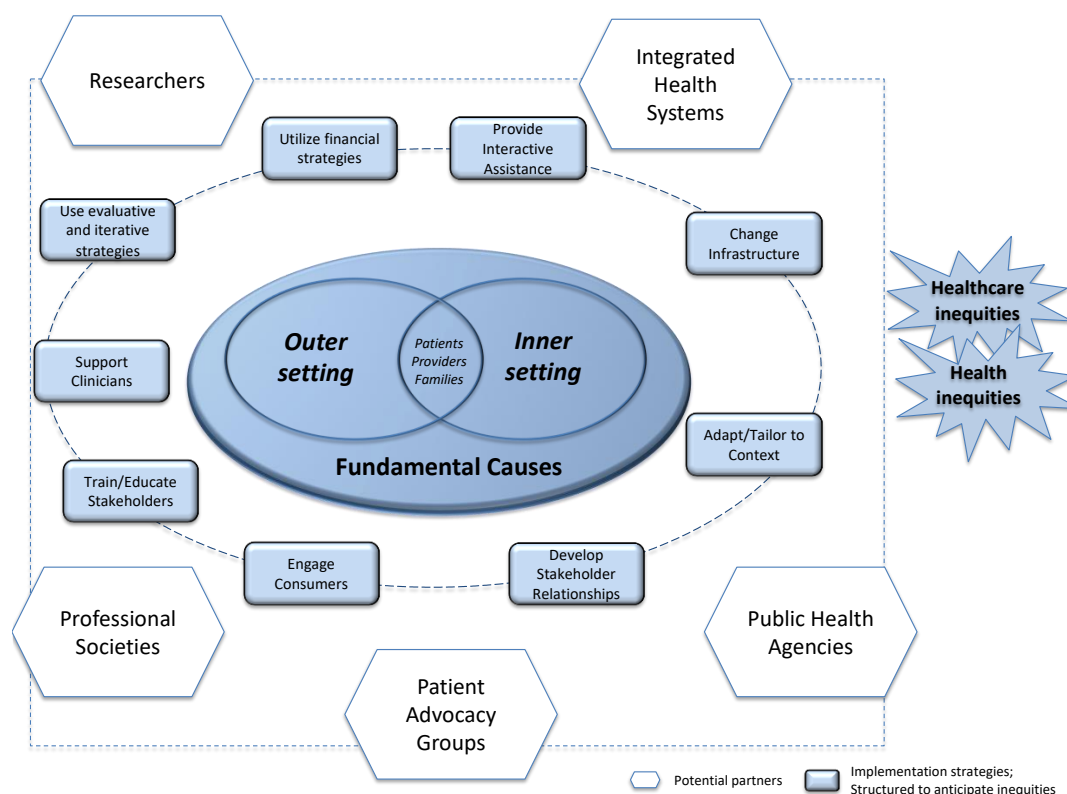 Researchers
Integrated
Health
Systems
Utilize financial
strategies
Provide
Interactive
Assistance
Use evaluative
and iterative
strategies
Change
Infrastructure
Healthcare
inequities
Health
inequities
Outer
setting
Patients
Providers
Families
Inner
setting
Support
Clinicians
Adapt/Tailor to
Context
Fundamental Causes
Train/Educate
Stakeholders
Engage
Consumers
Develop
Stakeholder
Relationships
Professional
Societies
Public Health
Agencies
Patient
Advocacy
Groups
Potential partners
Implementation strategies;
Structured to anticipate inequities